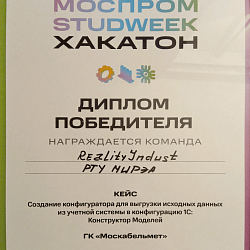 МОСПРОМ
STUDWEEK
ХАКАТОН
ДИПЛОМ
ПОБЕДИТЕЛЯ
НАГРАЖДАЕТСЯ КОМАНДА
REALityIndust
РТУ МИРЭА
КЕЙС
Создание конфигуратора для выгрузки исходных данных
из учетной системы в конфигурацию 1С:
Конструктор Моделей
ГК «Москабельмет»